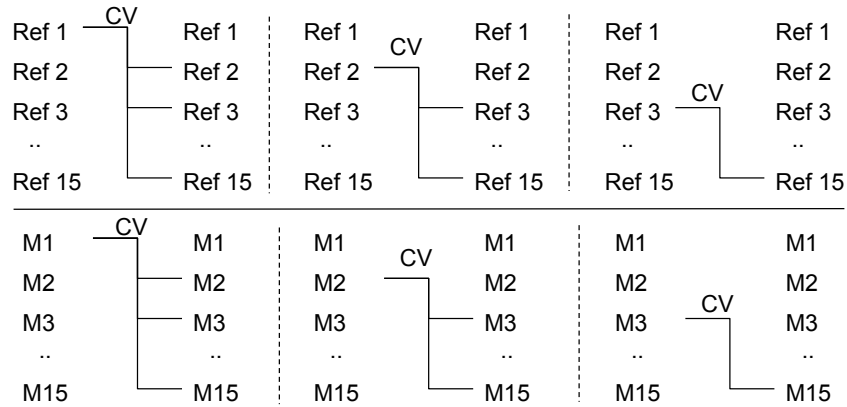 CV
Ref 1 Ref 1 Ref 1 Ref 1 Ref 1 Ref 1
CV
Ref 2 Ref 2 Ref 2 Ref 2 Ref 2 Ref 2
CV
Ref 3 Ref 3 Ref 3 Ref 3 Ref 3 Ref 3
.. .. .. .. .. ..
Ref 15 Ref 15 Ref 15 Ref 15 Ref 15 Ref 15
CV
M1 M1 M1 M1 M1 M1
CV
M2 M2 M2 M2 M2 M2
CV
M3 M3 M3 M3 M3 M3
.. .. .. .. .. ..
M15 M15 M15 M15 M15 M15